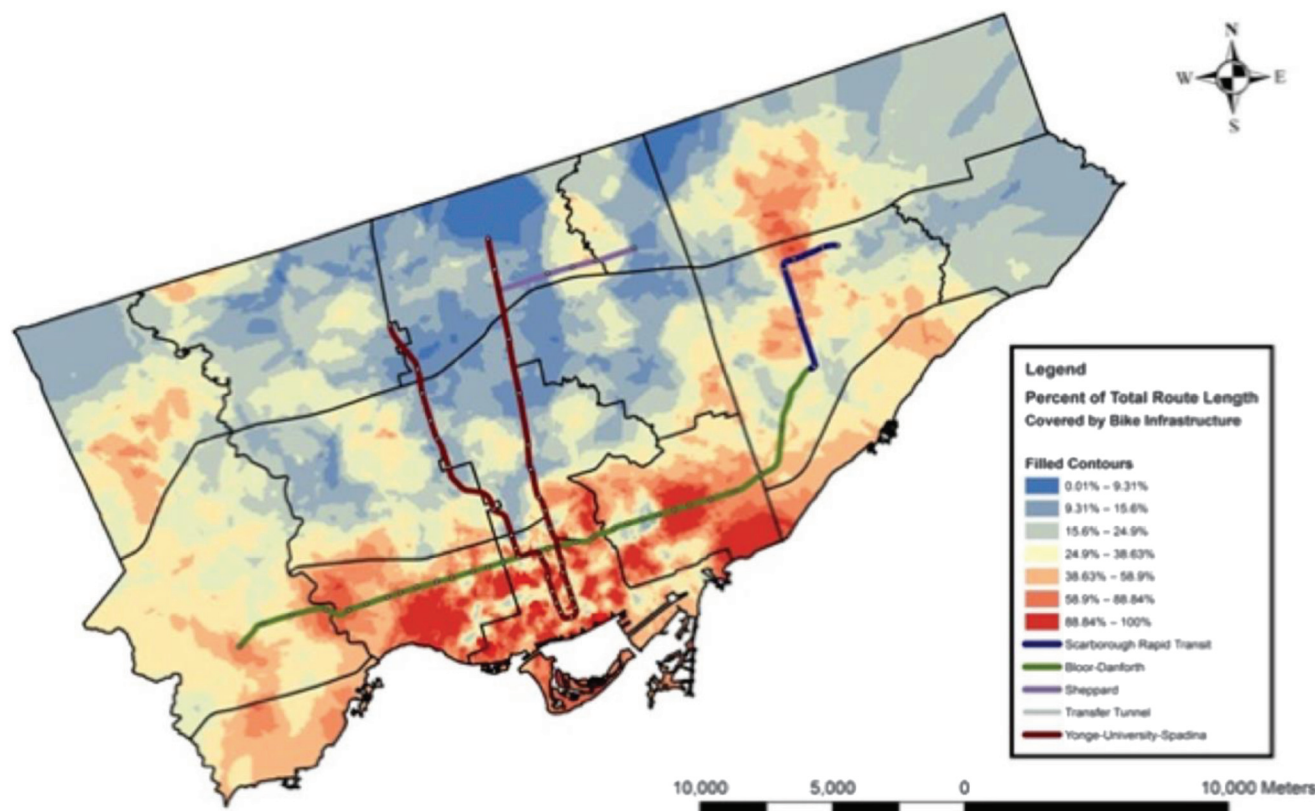 N
W E
S
Legend
Percent of Total Route Length
Covered by Bike Infrastructure
Filled Contours
0.01% – 9.31%
9.31% – 15.6%
15.6% – 24.9%
24.9% – 38.63%
38.63% – 58.9%
58.9% – 88.84%
88.84% – 100%
Scarborough Rapid Transit
Bloor-Danforth
Sheppard
Transfer Tunnel
Yonge-University-Spadina
10,000 5,000 0 10,000 Meters